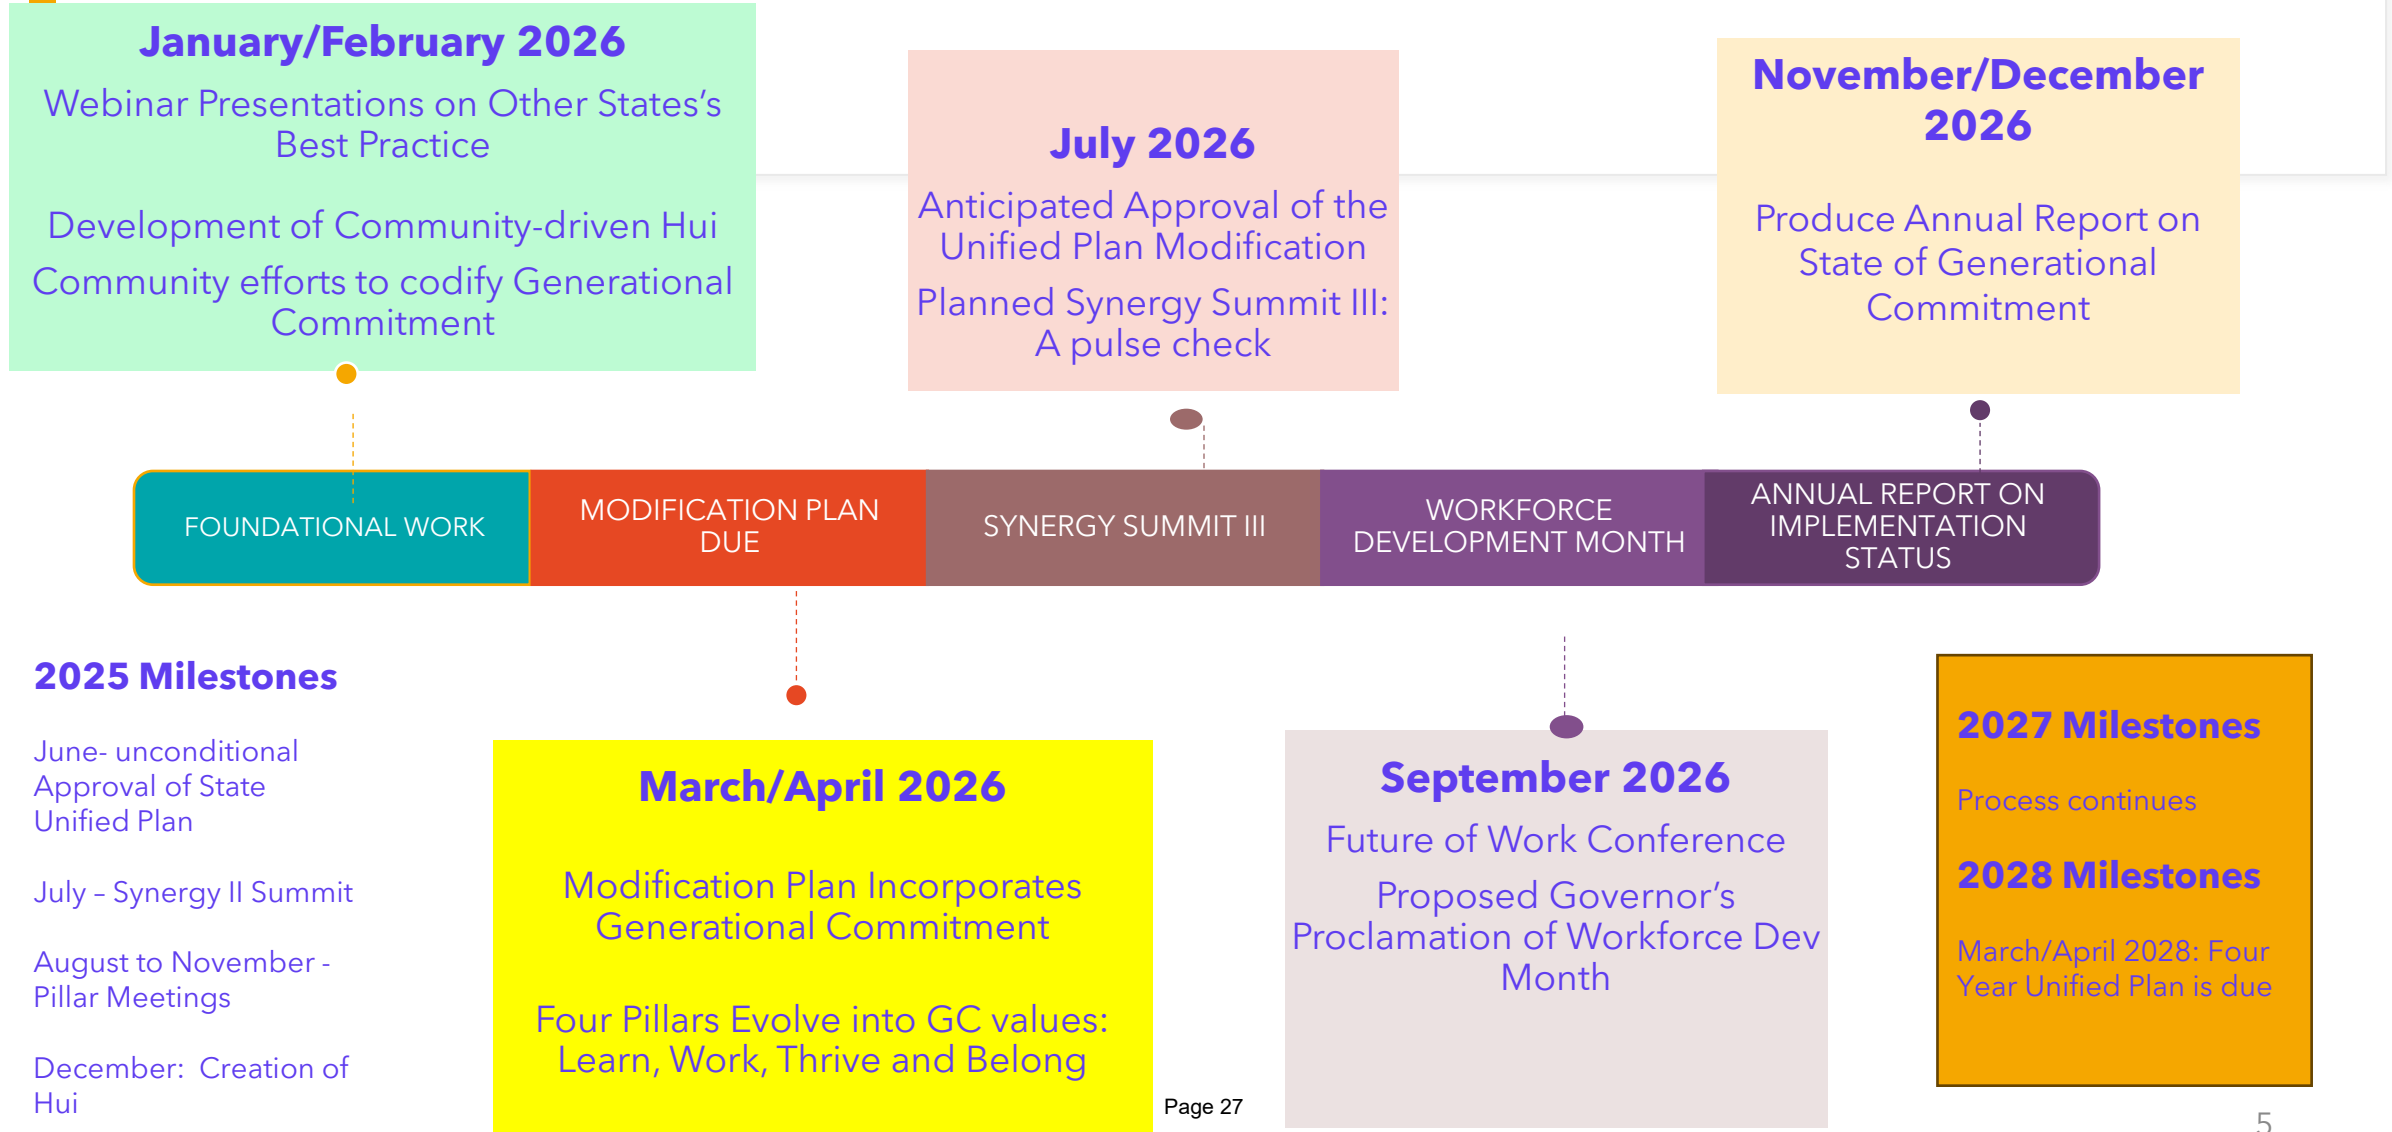 January/February 2026
Webinar Presentations on Other States’s
Best Practice
Development of Community-driven Hui
Community efforts to codify Generational
Commitment
July 2026
Anticipated Approval of the
Unified Plan Modification
Planned Synergy Summit III:
A pulse check
November/December
2026
Produce Annual Report on
State of Generational
Commitment
FOUNDATIONAL WORK
MODIFICATION PLAN
DUE
SYNERGY SUMMIT III
WORKFORCE
DEVELOPMENT MONTH
ANNUAL REPORT ON
IMPLEMENTATION
STATUS
2025 Milestones
June- unconditional
Approval of State
Unified Plan
July – Synergy II Summit
August to November -
Pillar Meetings
December:  Creation of
Hui
March/April 2026
Modification Plan Incorporates
Generational Commitment
Four Pillars Evolve into GC values:
Learn, Work, Thrive and Belong
September 2026
Future of Work Conference
Proposed Governor’s
Proclamation of Workforce Dev
Month
2027 Milestones
Process continues
2028 Milestones
March/April 2028: Four
Year Unified Plan is due
Page 27
5